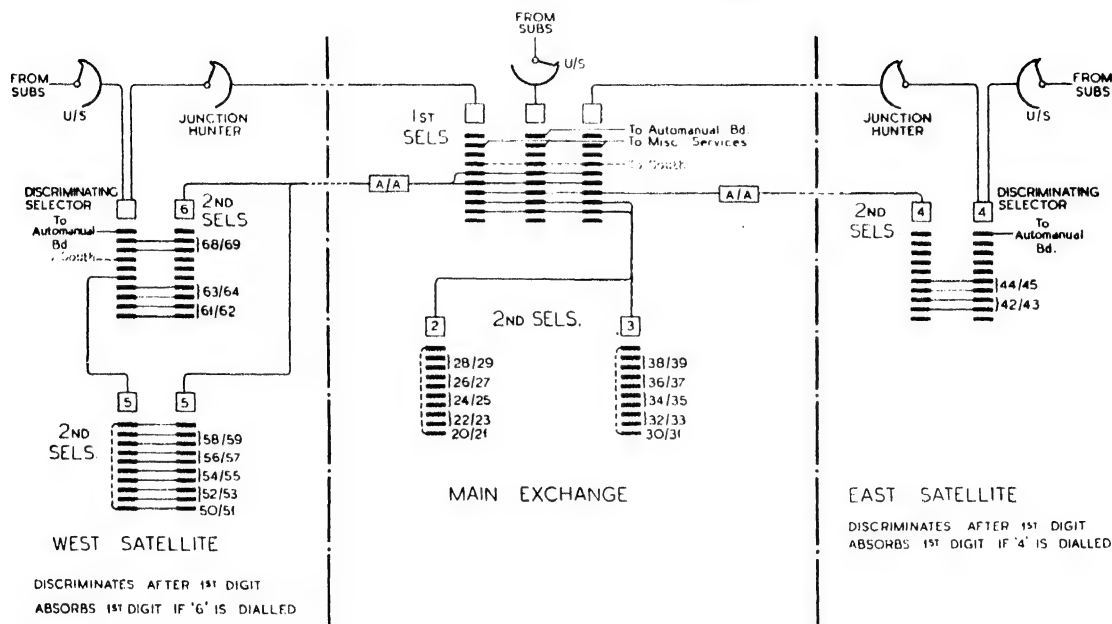 FROM
SUBS
U/S
JUNCTION
HUNTER
DISCRIMINATING
SELECTOR
To
Automanual
Bd
South
6
2ND
SELS
68/69
63/64
61/62
5
5
2ND
SELS.
58/59
56/57
54/55
52/53
50/51
WEST SATELLITE
DISCRIMINATES AFTER 1ST DIGIT
ABSORBS 1ST DIGIT IF '6' IS DIALLED
FROM
SUBS
U/S
1ST
SELS
To Automanual Bd.
To Misc Services
To South
A/A
A/A
2
2ND SELS.
3
28/29
26/27
24/25
22/23
20/21
38/39
36/37
34/35
32/33
30/31
MAIN EXCHANGE
FROM
SUBS
U/S
JUNCTION
HUNTER
2ND
SELS
4
4
DISCRIMINATING
SELECTOR
To
Automanual
Bd.
44/45
42/43
EAST SATELLITE
DISCRIMINATES AFTER 1ST DIGIT
ABSORBS 1ST DIGIT IF '4' IS DIALLED